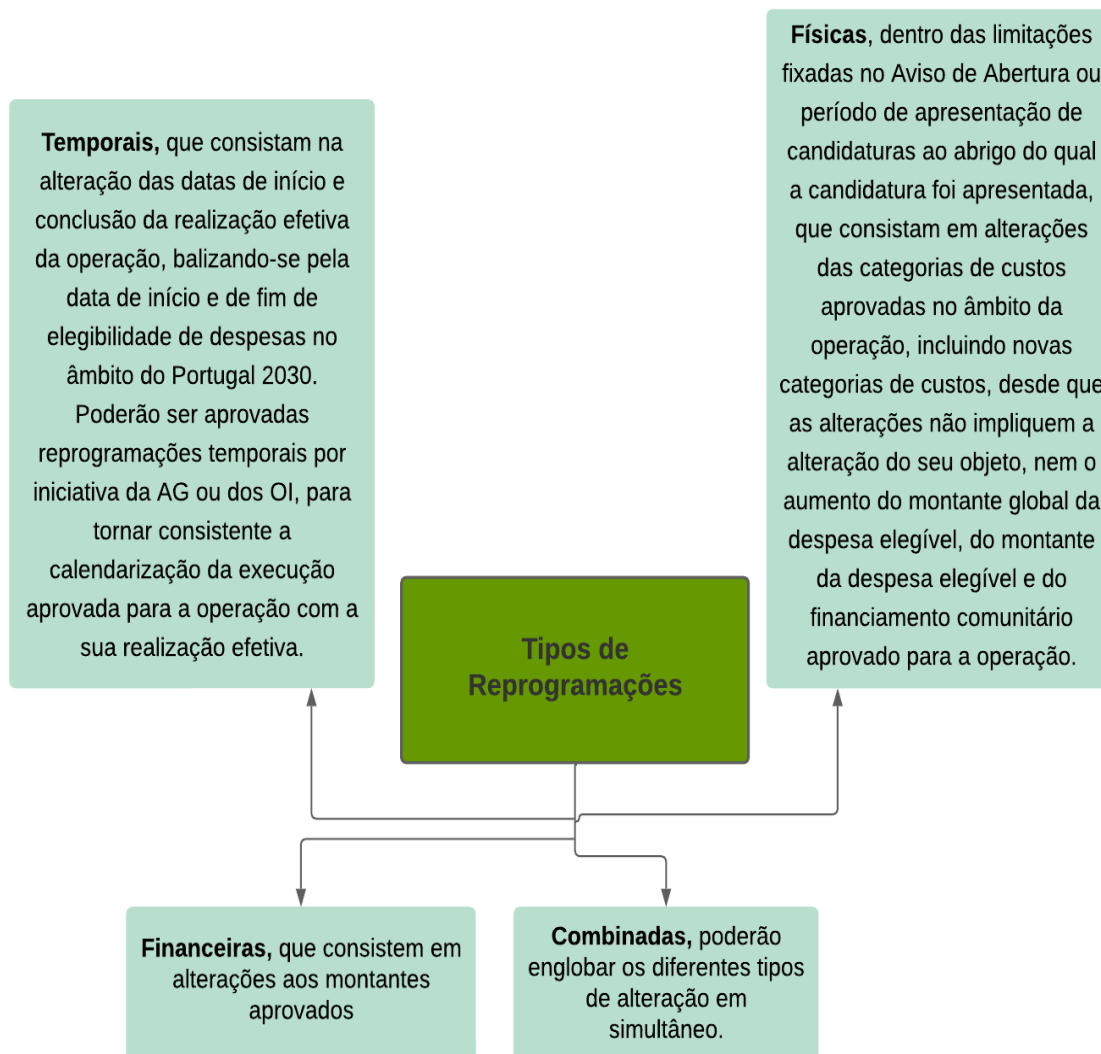 Temporais, que consistam na
alteração das datas de início e
conclusão da realização efetiva
da operação, balizando-se pela
data de início e de fim de
elegibilidade de despesas no
âmbito do Portugal 2030.
Poderão ser aprovadas
reprogramações temporais por
iniciativa da AG ou dos OI, para
tornar consistente a
calendarização da execução
aprovada para a operação com a
sua realização efetiva.
Físicas, dentro das limitações
fixadas no Aviso de Abertura ou
período de apresentação de
candidaturas ao abrigo do qual
a candidatura foi apresentada,
que consistam em alterações
das categorias de custos
aprovadas no âmbito da
operação, incluindo novas
categorias de custos, desde que
as alterações não impliquem a
alteração do seu objeto, nem o
aumento do montante global da
despesa elegível, do montante
da despesa elegível e do
financiamento comunitário
aprovado para a operação.
Tipos de
Reprogramações
Financeiras, que consistem em
alterações aos montantes
aprovados
Combinadas, poderão
englobar os diferentes tipos
de alteração em
simultâneo.